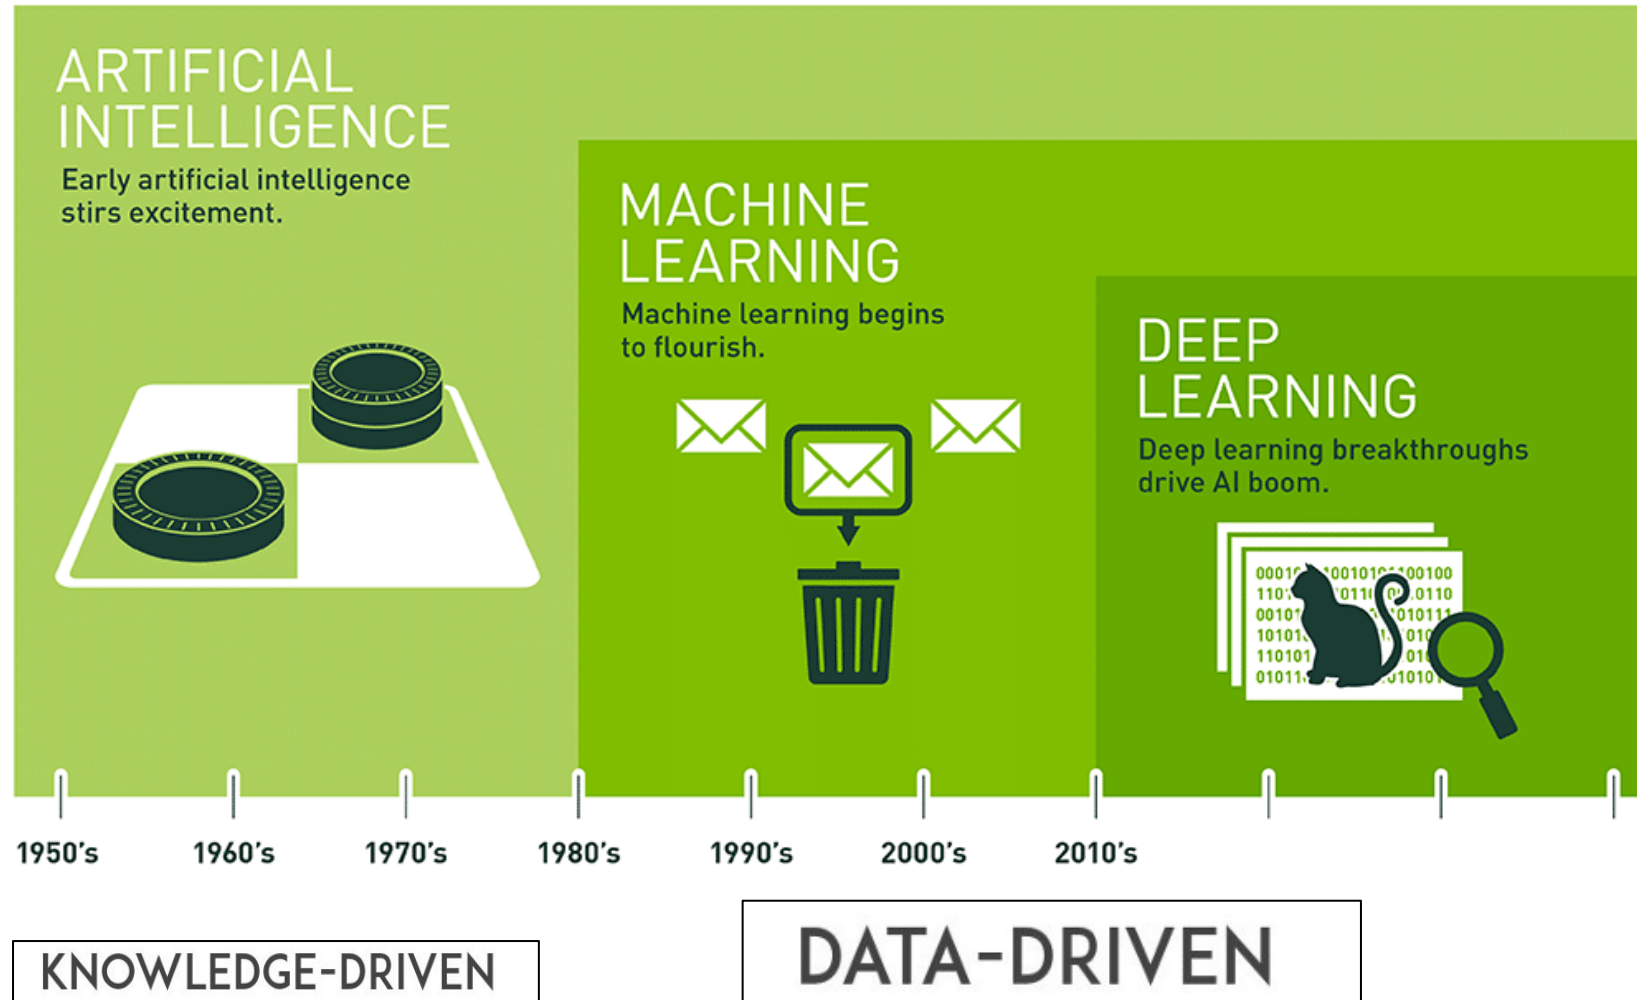 ARTIFICIAL
INTELLIGENCE
Early artificial intelligence
stirs excitement.
MACHINE
LEARNING
Machine learning begins
to flourish.
DEEP
LEARNING
Deep learning breakthroughs
drive AI boom.
1950's 1960's 1970's 1980's 1990's 2000's 2010's
KNOWLEDGE-DRIVEN
DATA-DRIVEN